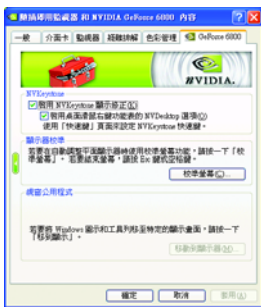 隨插即用監視器 和 NVIDIA GeForce 6800 內容
一般 介面卡 監視器 疑難排解 色彩管理 GeForce 6800
NVIDIA.
NVKeystone
啟用 NVKeystone 顯示修正(K)
啟用桌面滑鼠右鍵功能表的 NVDesktop 選項(O)
使用「快速鍵」頁面來設定 NVKeystone 快速鍵。
顯示器校準
若要在自動調整平面顯示器時使用校準螢幕功能，請按一下「校
準螢幕」。 若要結束螢幕，請按 Esc 鍵或空格鍵。
校準螢幕(C)...
視窗公用程式
若要將 Windows 圖示和工具列移至特定的顯示畫面，請按一下
「移到顯示」。
移動到顯示器(M)...
確定 取消 套用(A)